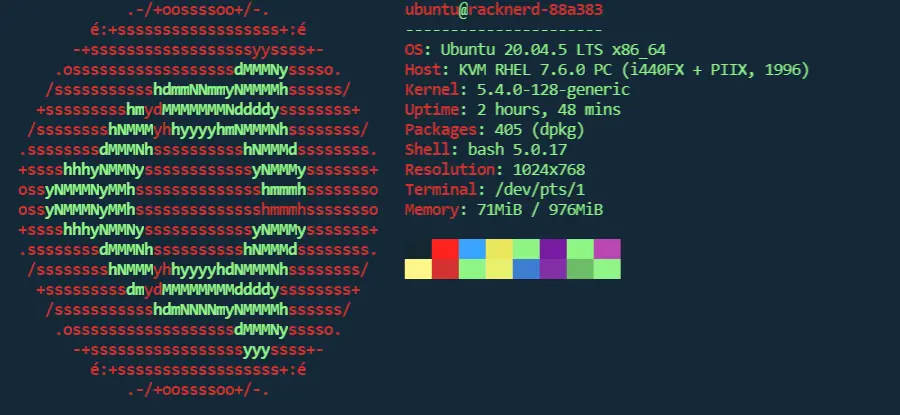 .-/+oossssoo+/-.
é:+ssssssssssssssssss+:é
-+ssssssssssssssssssyyssss+-
.ossssssssssssssssssdMMMNysssso.
/ssssssssssshdmmNNmmyNMMMMhssssss/
+ssssssssshmydMMMMMMMNddddyssssssss+
/sssssssshNMMMyhhyyyyhmNMMMNhssssssss/
.ssssssssdMMMNhsssssssssshNMMMdssssssss.
+sssshhhyNMMNyssssssssssssyNMMMysssssss+
ossyNMMMNyMMhsssssssssssssshmmmhssssssso
ossyNMMMNyMMhsssssssssssssshmmmhssssssso
+sssshhhyNMMNyssssssssssssyNMMMysssssss+
.ssssssssdMMMNhsssssssssshNMMMdssssssss.
/sssssssshNMMMyhhyyyyhdNMMMNhssssssss/
+sssssssssdmydMMMMMMMMddddyssssssss+
/ssssssssssshdmNNNNmyNMMMMhssssss/
.ossssssssssssssssssdMMMNysssso.
-+sssssssssssssssssyyyssss+-
é:+ssssssssssssssssss+:é
.-/+oossssoo+/-.
ubuntu@racknerd-88a383
----------------------
OS: Ubuntu 20.04.5 LTS x86_64
Host: KVM RHEL 7.6.0 PC (i440FX + PIIX, 1996)
Kernel: 5.4.0-128-generic
Uptime: 2 hours, 48 mins
Packages: 405 (dpkg)
Shell: bash 5.0.17
Resolution: 1024x768
Terminal: /dev/pts/1
Memory: 71MiB / 976MiB